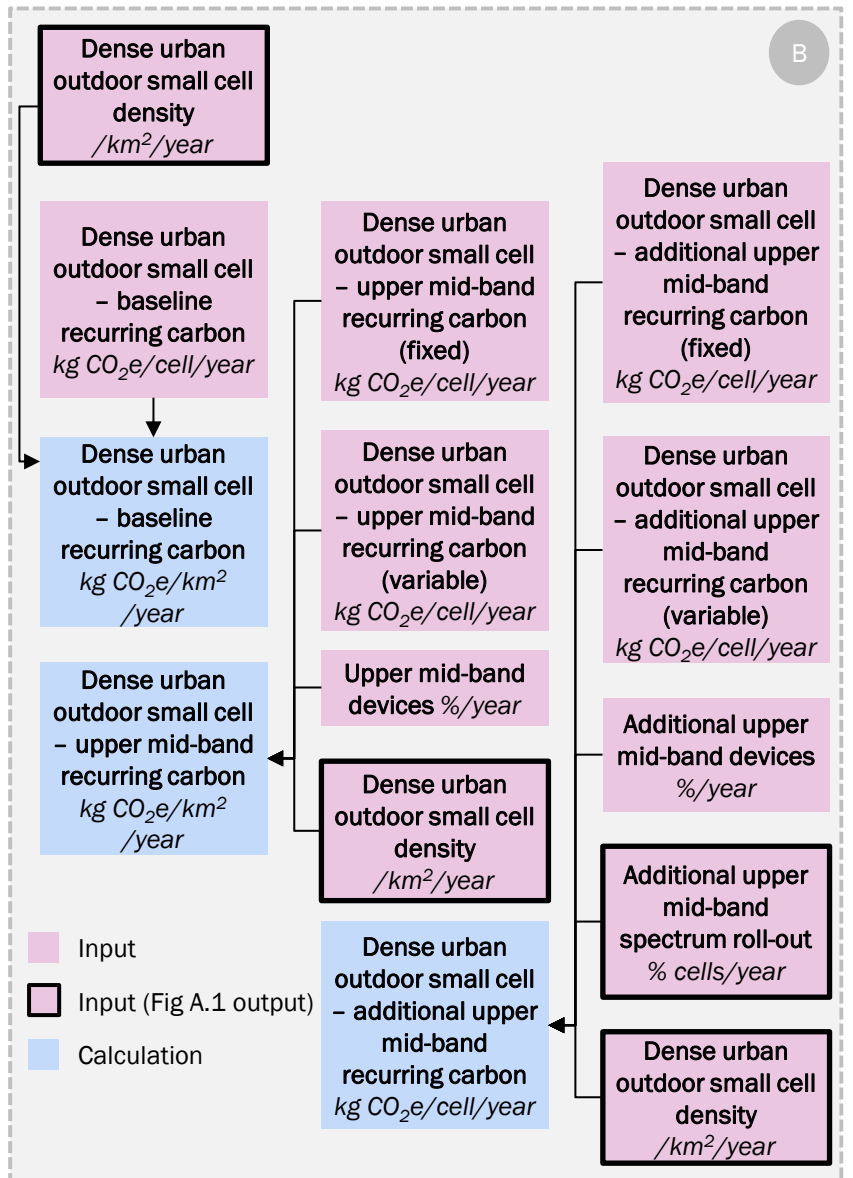 B
Dense urban
outdoor small cell
density
/km²/year
Dense urban
outdoor small cell
– baseline
recurring carbon
kg CO₂e/cell/year
Dense urban
outdoor small cell
– baseline
recurring carbon
kg CO₂e/km²
/year
Dense urban
outdoor small cell
– upper mid-band
recurring carbon
kg CO₂e/km²
/year
Dense urban
outdoor small cell
– upper mid-band
recurring carbon
(fixed)
kg CO₂e/cell/year
Dense urban
outdoor small cell
– upper mid-band
recurring carbon
(variable)
kg CO₂e/cell/year
Upper mid-band
devices %/year
Dense urban
outdoor small cell
density
/km²/year
Dense urban
outdoor small cell
– additional upper
mid-band
recurring carbon
kg CO₂e/cell/year
Dense urban
outdoor small cell
– additional upper
mid-band
recurring carbon
(fixed)
kg CO₂e/cell/year
Dense urban
outdoor small cell
– additional upper
mid-band
recurring carbon
(variable)
kg CO₂e/cell/year
Additional upper
mid-band devices
%/year
Additional upper
mid-band
spectrum roll-out
% cells/year
Dense urban
outdoor small cell
density
/km²/year
Input
Input (Fig A.1 output)
Calculation